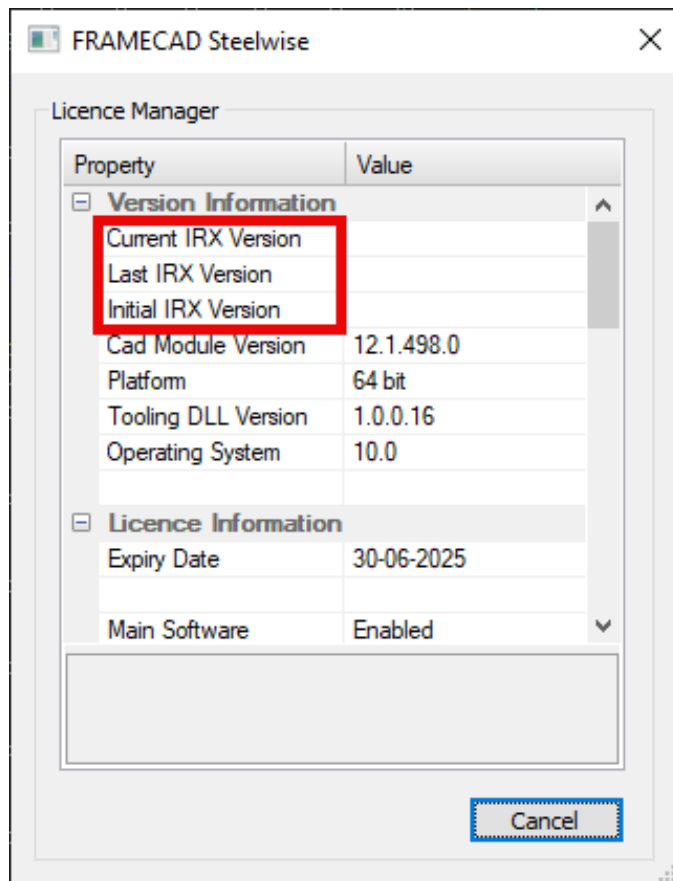 FRAMECAD Steelwise
Licence Manager
Property Value
Version Information
Current IRX Version
Last IRX Version
Initial IRX Version
Cad Module Version 12.1.498.0
Platform 64 bit
Tooling DLL Version 1.0.0.16
Operating System 10.0
Licence Information
Expiry Date 30-06-2025
Main Software Enabled
Cancel